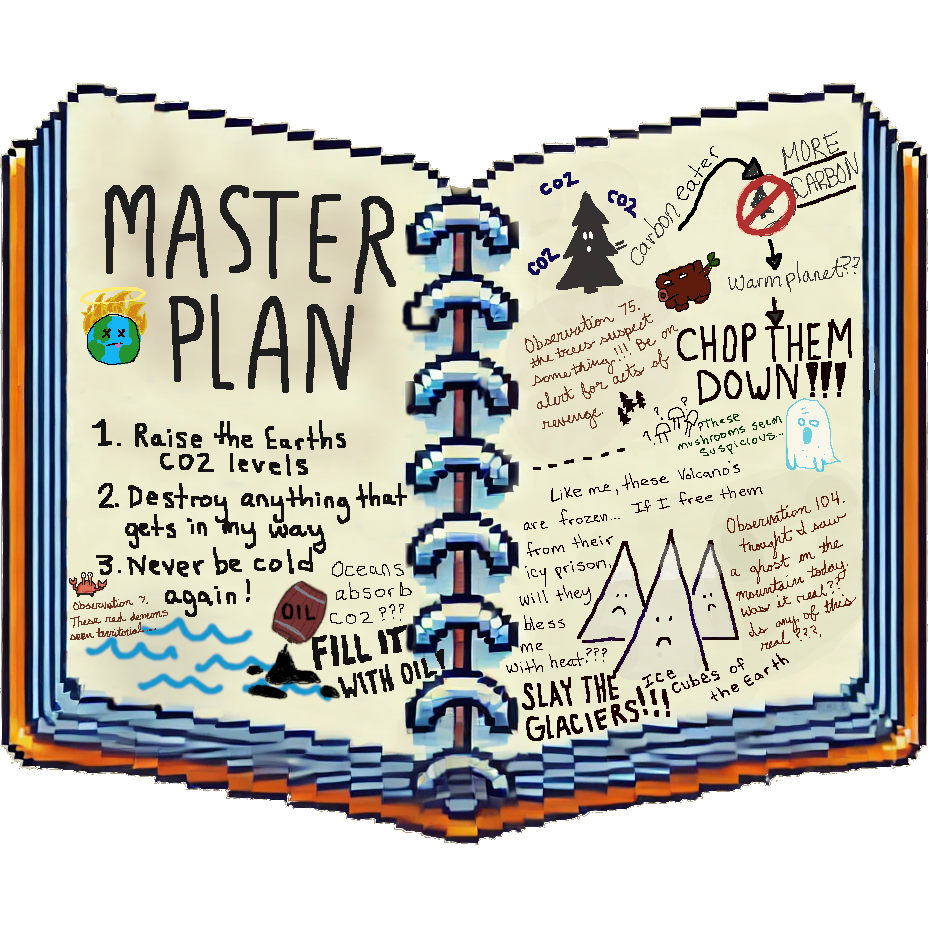 MASTER
PLAN
1. Raise the Earths
CO2 levels
2. Destroy anything that
gets in my way
3. Never be cold
again!
Observation 7.
These red demons
seen territorial...
OIL
Oceans
absorb
CO2 ???
FILL IT
WITH OIL!
CO2
CO2
CO2
= Carbon eater
MORE
CARBON
Warm planet??
CHOP THEM
DOWN!!!
Observation 75.
the trees suspect
something!!! Be on
alert for acts of
revenge.
? ? ? ?
These
mushrooms seem
suspicious...
Like me, these Volcano's
are frozen... If I free them
from their
icy prison,
will they
bless
me
with heat???
SLAY THE
GLACIERS!!!
Ice cubes of
the Earth
Observation 104.
thought I saw
a ghost on the
mountain today.
Was it real???
Is any of this
real ???,